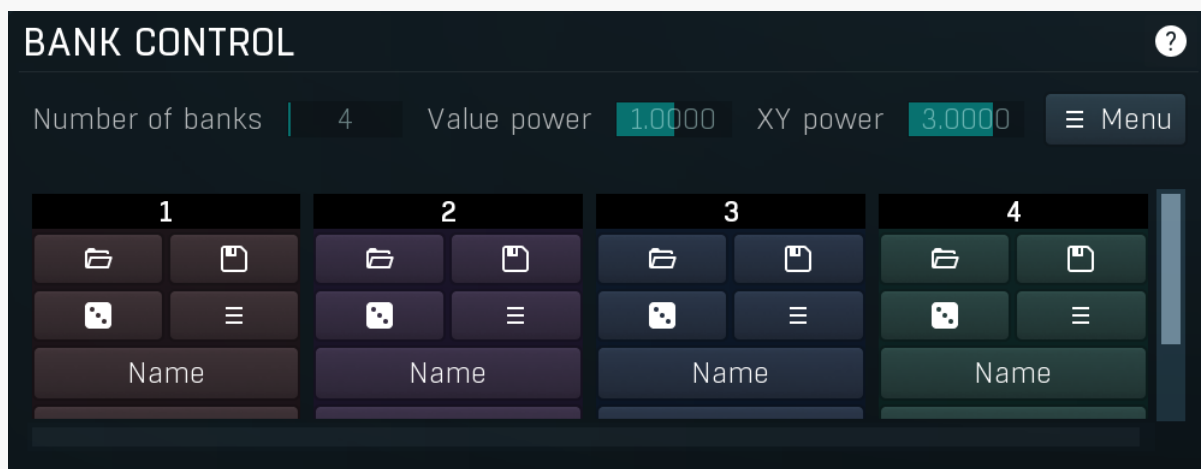 BANK CONTROL ?
Number of banks 4 Value power 1.0000 XY power 3.0000 Menu
1 2 3 4
Name Name Name Name